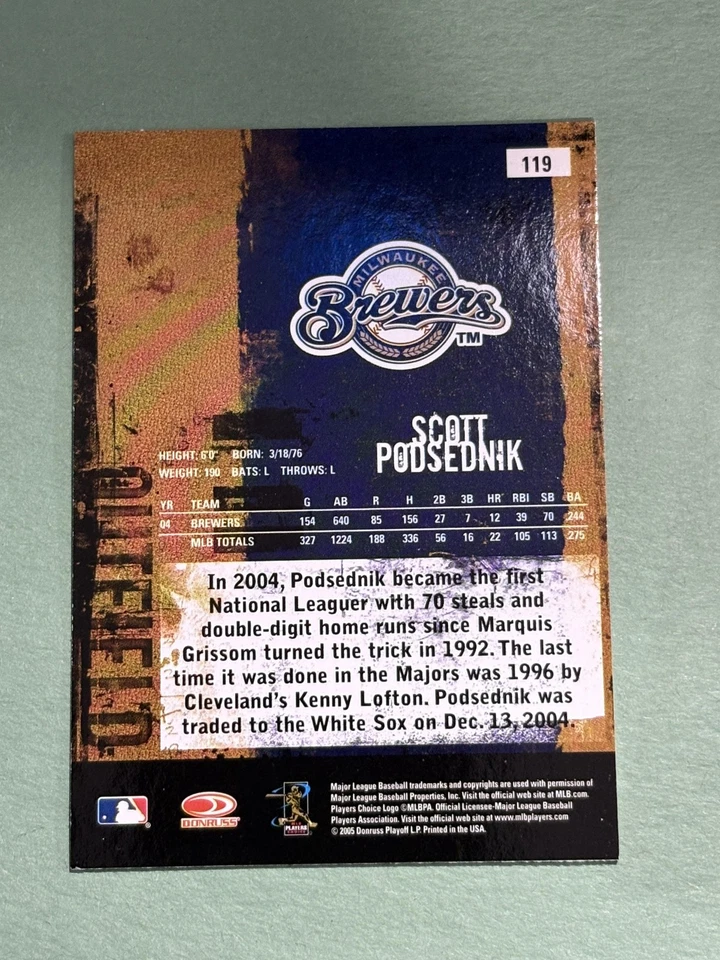 119
MILWAUKEE
Brewers
TM
SCOTT
PODSEDNIK
HEIGHT: 6'0" BORN: 3/18/76
WEIGHT: 190 BATS: L THROWS: L
YR TEAM G AB R H 2B 3B HR RBI SB BA
04 BREWERS 154 640 85 156 27 7 12 39 70 .244
MLB TOTALS 327 1224 188 336 56 16 22 105 113 .275
OUTFIELD
In 2004, Podsednik became the first
National Leaguer with 70 steals and
double-digit home runs since Marquis
Grissom turned the trick in 1992. The last
time it was done in the Majors was 1996 by
Cleveland's Kenny Lofton. Podsednik was
traded to the White Sox on Dec. 13, 2004.
DONRUSS
PLAYERS
CHOICE
Major League Baseball trademarks and copyrights are used with permission of
Major League Baseball Properties, Inc. Visit the official web site at MLB.com.
Players Choice Logo ©MLBPA. Official Licensee-Major League Baseball
Players Association. Visit the official web site at www.mlbplayers.com
© 2005 Donruss Playoff L.P. Printed in the USA.